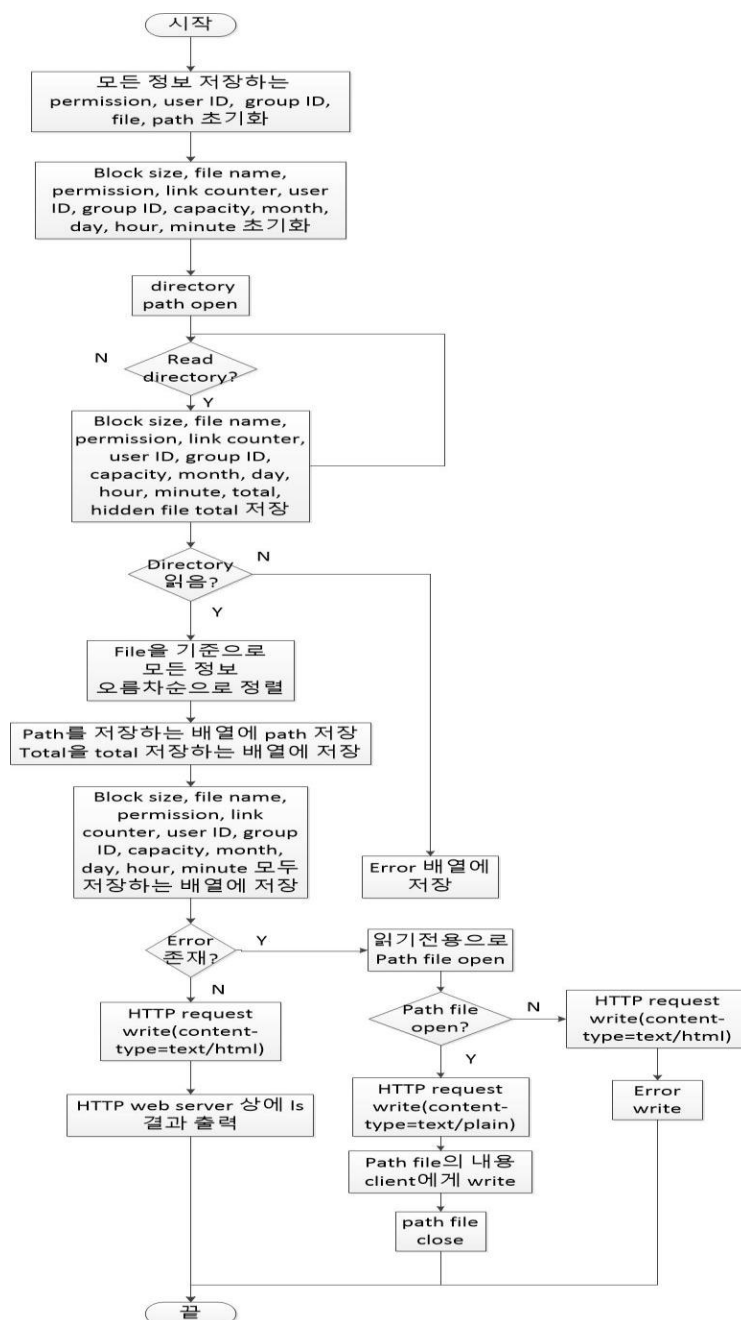 시작
모든 정보 저장하는
permission, user ID, group ID,
file, path 초기화
Block size, file name,
permission, link counter, user
ID, group ID, capacity, month,
day, hour, minute 초기화
directory
path open
N
Read
directory?
Y
Block size, file name,
permission, link counter,
user ID, group ID,
capacity, month, day,
hour, minute, total,
hidden file total 저장
Directory
읽음?
N
Y
File을 기준으로
모든 정보
오름차순으로 정렬
Path를 저장하는 배열에 path 저장
Total을 total 저장하는 배열에 저장
Block size, file name,
permission, link
counter, user ID, group
ID, capacity, month,
day, hour, minute 모두
저장하는 배열에 저장
Error 배열에
저장
Error
존재?
Y
N
읽기전용으로
Path file open
Path file
open?
N
Y
HTTP request
write(content-
type=text/html)
HTTP request
write(content-
type=text/html)
HTTP request
write(content-
type=text/plain)
Error
write
HTTP web server 상에 ls
결과 출력
Path file의 내용
client에게 write
path file
close
끝